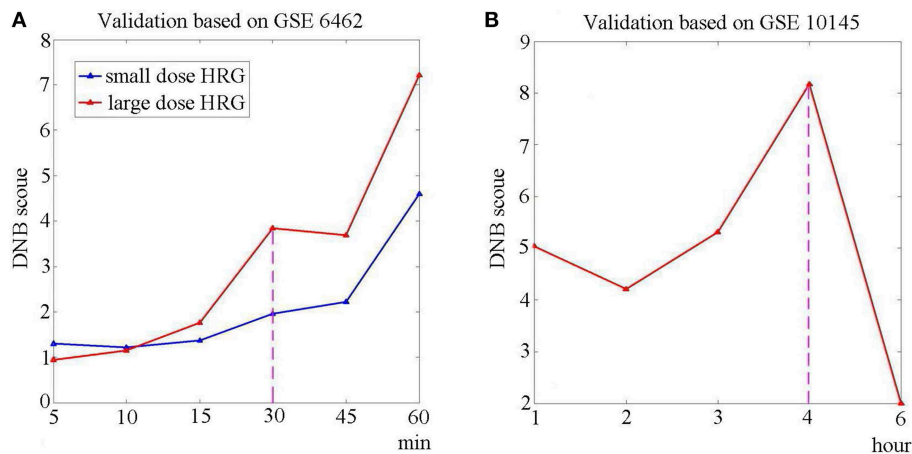 A
Validation based on GSE 6462
8
7
6
5
4
3
2
1
0
DNB scoue
small dose HRG
large dose HRG
5 10 15 30 45 60
min
B
Validation based on GSE 10145
9
8
7
6
5
4
3
2
DNB scoue
1 2 3 4 6
hour